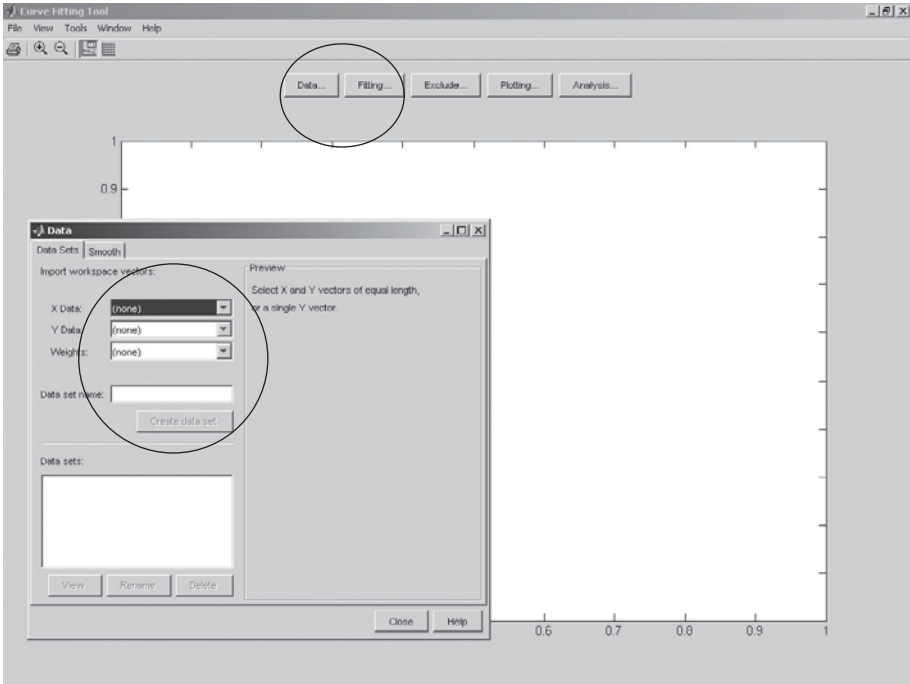 Curve Fitting Tool
File View Tools Window Help
Data... Fitting... Exclude... Plotting... Analysis...
1
0.9
Data
Data Sets Smooth
Import workspace vectors:
X Data: (none)
Y Data: (none)
Weights: (none)
Data set name:
Create data set
Data sets:
View Rename Delete
Preview
Select X and Y vectors of equal length,
or a single Y vector.
Close Help
0.6 0.7 0.8 0.9 1